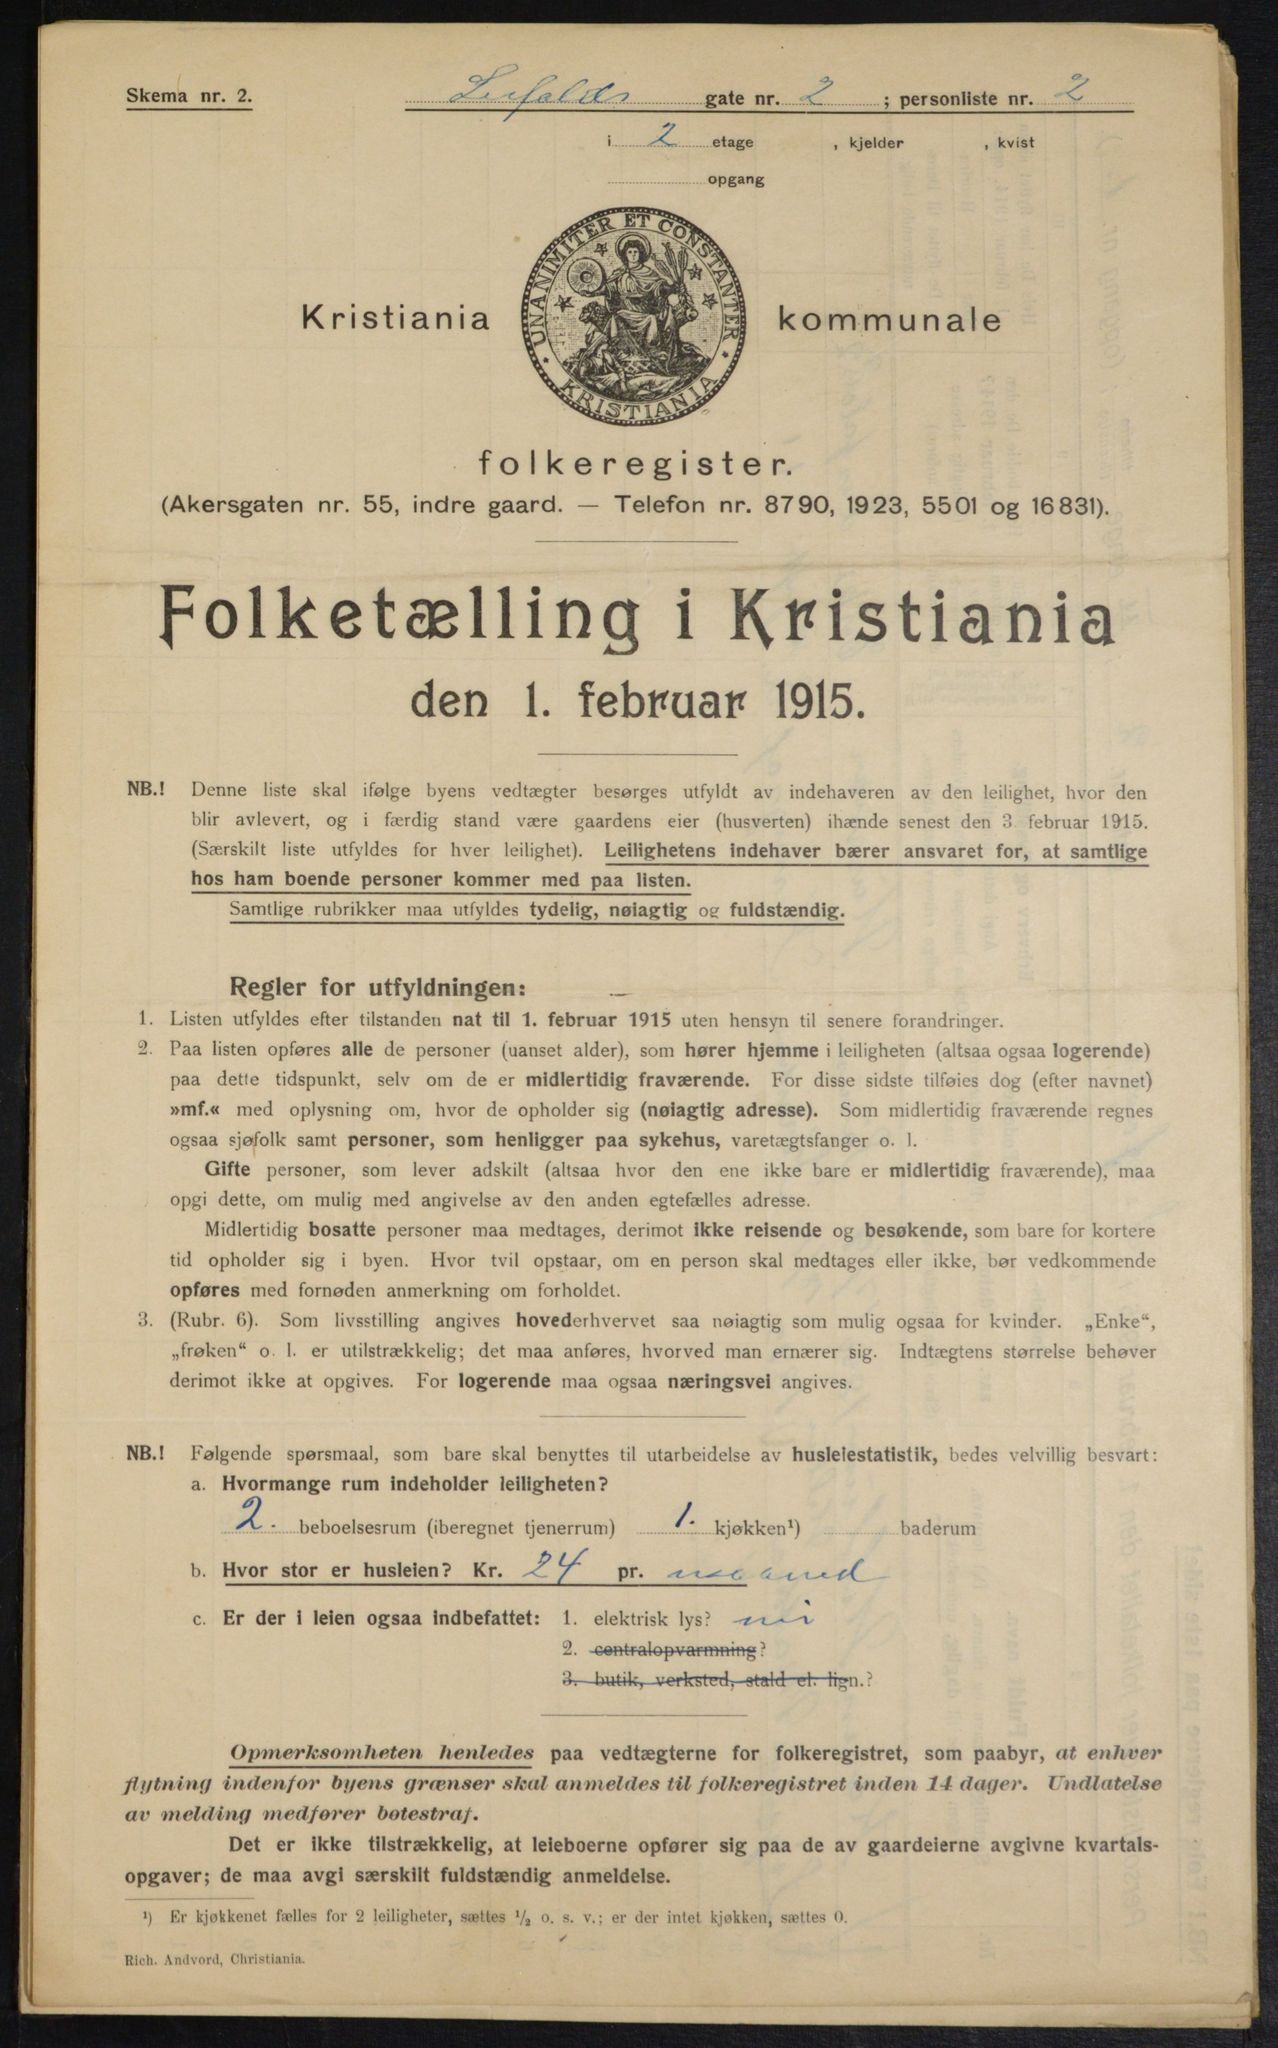 Skema nr. 2.
Leirfalds gate nr. 2 ; personliste nr. 2
i 2 etage , kjelder , kvist
opgang
UNANIMITER ET CONSTANTER
KRISTIANIA
Kristiania kommunale
folkeregister.
(Akersgaten nr. 55, indre gaard. — Telefon nr. 8790, 1923, 5501 og 16831).
Folketælling i Kristiania
den 1. februar 1915.
NB.! Denne liste skal ifølge byens vedtægter besørges utfyldt av indehaveren av den leilighet, hvor den
blir avlevert, og i færdig stand være gaardens eier (husverten) ihænde senest den 3. februar 1915.
(Særskilt liste utfyldes for hver leilighet). Leilighetens indehaver bærer ansvaret for, at samtlige
hos ham boende personer kommer med paa listen.
Samtlige rubrikker maa utfyldes tydelig, nøiagtig og fuldstændig.
Regler for utfyldningen:
1. Listen utfyldes efter tilstanden nat til 1. februar 1915 uten hensyn til senere forandringer.
2. Paa listen opføres alle de personer (uanset alder), som hører hjemme i leiligheten (altsaa ogsaa logerende)
paa dette tidspunkt, selv om de er midlertidig fraværende. For disse sidste tilføies dog (efter navnet)
»mf.« med oplysning om, hvor de opholder sig (nøiagtig adresse). Som midlertidig fraværende regnes
ogsaa sjøfolk samt personer, som henligger paa sykehus, varetægtsfanger o. l.
Gifte personer, som lever adskilt (altsaa hvor den ene ikke bare er midlertidig fraværende), maa
opgi dette, om mulig med angivelse av den anden egtefælles adresse.
Midlertidig bosatte personer maa medtages, derimot ikke reisende og besøkende, som bare for kortere
tid opholder sig i byen. Hvor tvil opstaar, om en person skal medtages eller ikke, bør vedkommende
opføres med fornøden anmerkning om forholdet.
3. (Rubr. 6). Som livsstilling angives hovederhvervet saa nøiagtig som mulig ogsaa for kvinder. „Enke“,
„frøken“ o. l. er utilstrækkelig; det maa anføres, hvorved man ernærer sig. Indtægtens størrelse behøver
derimot ikke at opgives. For logerende maa ogsaa næringsvei angives.
NB.! Følgende spørsmaal, som bare skal benyttes til utarbeidelse av husleiestatistik, bedes velvillig besvart:
a. Hvormange rum indeholder leiligheten?
2. beboelsesrum (iberegnet tjenerrum) 1. kjøkken¹) baderum
b. Hvor stor er husleien? Kr. 24 pr. maaned
c. Er der i leien ogsaa indbefattet: 1. elektrisk lys? nei
2. centralopvarmning?
3. butik, verksted, stald el. lign.?
Opmerksomheten henledes paa vedtægterne for folkeregistret, som paabyr, at enhver
flytning indenfor byens grænser skal anmeldes til folkeregistret inden 14 dager. Undlatelse
av melding medfører bøtestraf.
Det er ikke tilstrækkelig, at leieboerne opfører sig paa de av gaardeierne avgivne kvartals-
opgaver; de maa avgi særskilt fuldstændig anmeldelse.
¹) Er kjøkkenet fælles for 2 leiligheter, sættes ½ o. s. v.; er der intet kjøkken, sættes 0.
Rich. Andvord, Christiania.